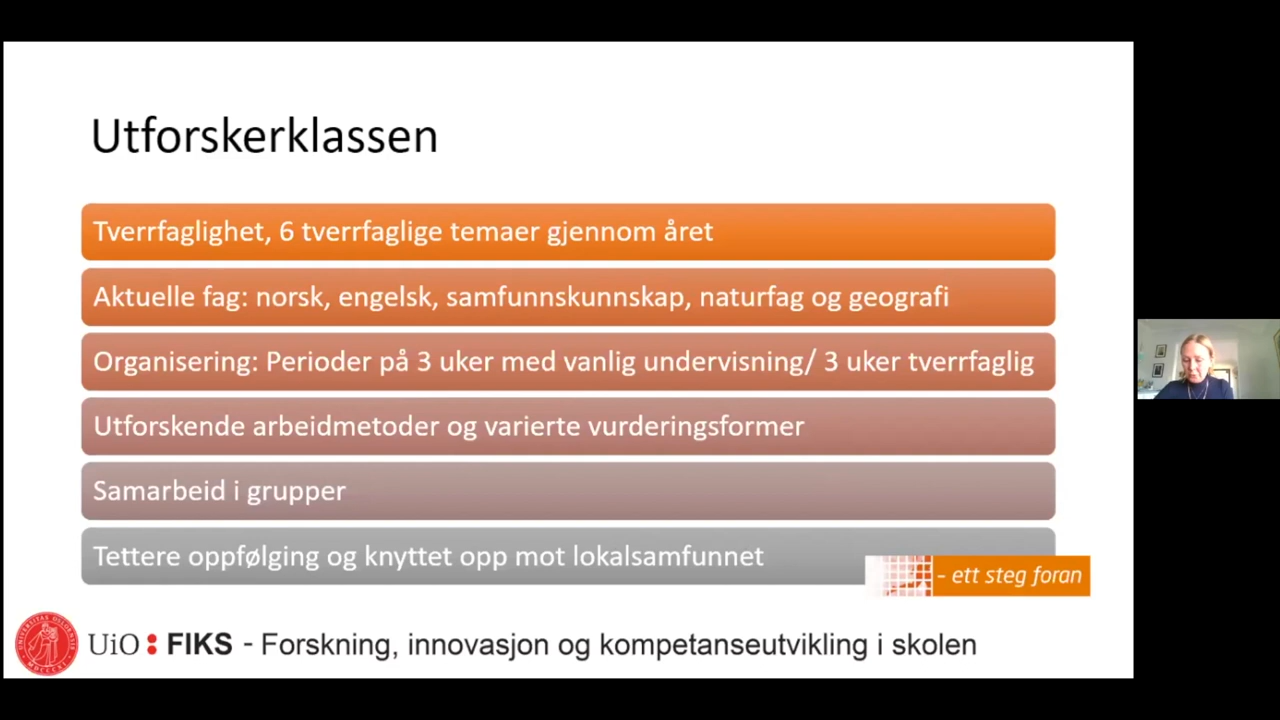 Utforskerklassen
Tverrfaglighet, 6 tverrfaglige temaer gjennom året
Aktuelle fag: norsk, engelsk, samfunnskunnskap, naturfag og geografi
Organisering: Perioder på 3 uker med vanlig undervisning/ 3 uker tverrfaglig
Utforskende arbeidmetoder og varierte vurderingsformer
Samarbeid i grupper
Tettere oppfølging og knyttet opp mot lokalsamfunnet
- ett steg foran
UiO : FIKS - Forskning, innovasjon og kompetanseutvikling i skolen